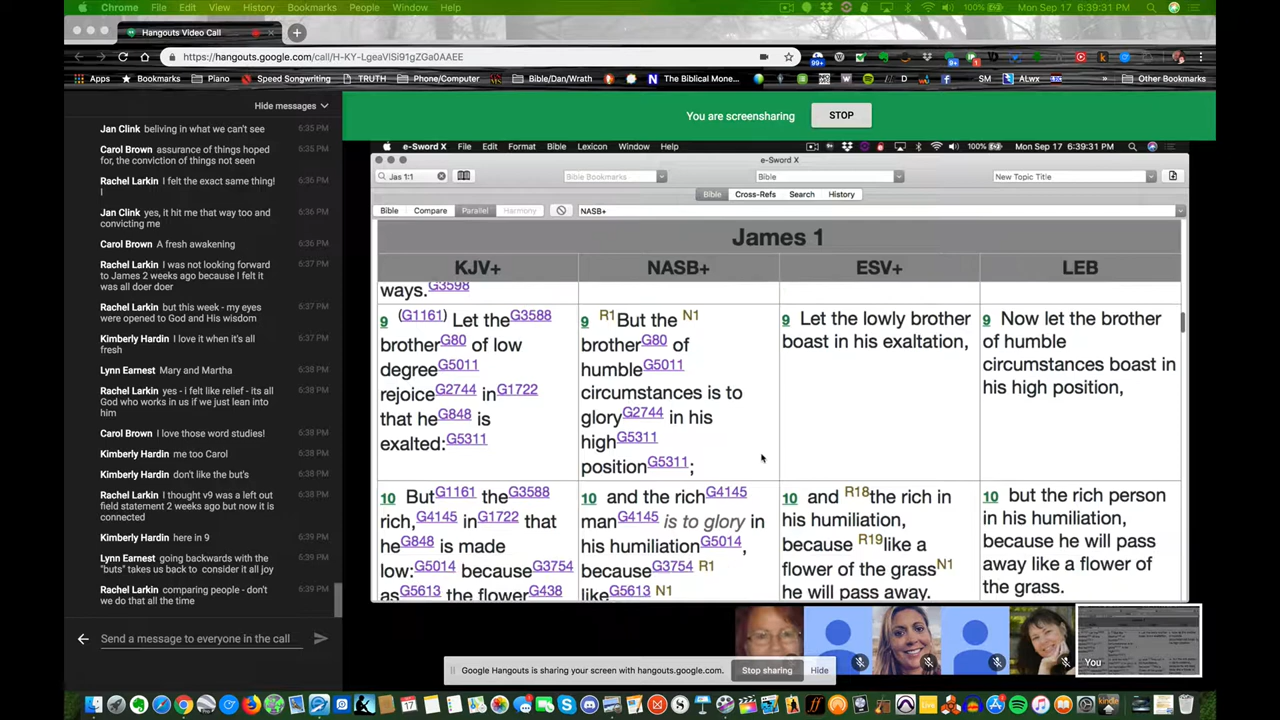 Chrome File Edit View History Bookmarks People Window Help 100% Mon Sep 17 6:39:31 PM
Hangouts Video Call
https://hangouts.google.com/call/H-KY-LgeaVlSi91gZGa0AAEE
Apps Bookmarks Piano Speed Songwriting TRUTH Phone/Computer Bible/Dan/Wrath The Biblical Mone... SM ALwx Other Bookmarks
Hide messages
You are screensharing STOP
Jan Clink beliving in what we can't see 6:35 PM
Carol Brown assurance of things hoped 6:35 PM
for, the conviction of things not seen
Rachel Larkin I felt the exact same thing! 6:36 PM
I
Jan Clink yes, it hit me that way too and 6:36 PM
convicting me
Carol Brown A fresh awakening 6:36 PM
Rachel Larkin I was not looking forward 6:37 PM
to James 2 weeks ago because I felt it
was all doer doer
Rachel Larkin but this week - my eyes 6:37 PM
were opened to God and His wisdom
Kimberly Hardin I love it when it's all 6:38 PM
fresh
Lynn Earnest Mary and Martha 6:38 PM
Rachel Larkin yes - i felt like relief - its all 6:38 PM
God who works in us if we just lean into
him
Carol Brown I love those word studies! 6:38 PM
Kimberly Hardin me too Carol 6:38 PM
Kimberly Hardin don't like the but's 6:38 PM
Rachel Larkin I thought v9 was a left out 6:38 PM
field statement 2 weeks ago but now it is
connected
Kimberly Hardin here in 9 6:39 PM
Lynn Earnest going backwards with the 6:39 PM
"buts" takes us back to consider it all joy
Rachel Larkin comparing people - don't 6:39 PM
we do that all the time
Send a message to everyone in the call
e-Sword X File Edit Format Bible Lexicon Window Help 100% Mon Sep 17 6:39:31 PM
e-Sword X
Jas 1:1 Bible Bookmarks Bible New Topic Title
Bible Cross-Refs Search History
Bible Compare Parallel Harmony NASB+
James 1
KJV+ NASB+ ESV+ LEB
ways.G3598
9 (G1161) Let theG3588
brotherG80 of low
degreeG5011
rejoiceG2744 inG1722
that heG848 is
exalted:G5311
9 R1But the N1
brotherG80 of
humbleG5011
circumstances is to
gloryG2744 in his
highG5311
positionG5311;
9 Let the lowly brother
boast in his exaltation,
9 Now let the brother
of humble
circumstances boast in
his high position,
10 ButG1161 theG3588
rich,G4145 inG1722 that
heG848 is made
low:G5014 becauseG3754
asG5613 the flowerG438
10 and the richG4145
manG4145 is to glory in
his humiliationG5014,
becauseG3754 R1
likeG5613 N1
10 and R18the rich in
his humiliation,
because R19like a
flower of the grassN1
he will pass away.
10 but the rich person
in his humiliation,
because he will pass
away like a flower of
the grass.
You
Google Hangouts is sharing your screen with hangouts.google.com. Stop sharing Hide